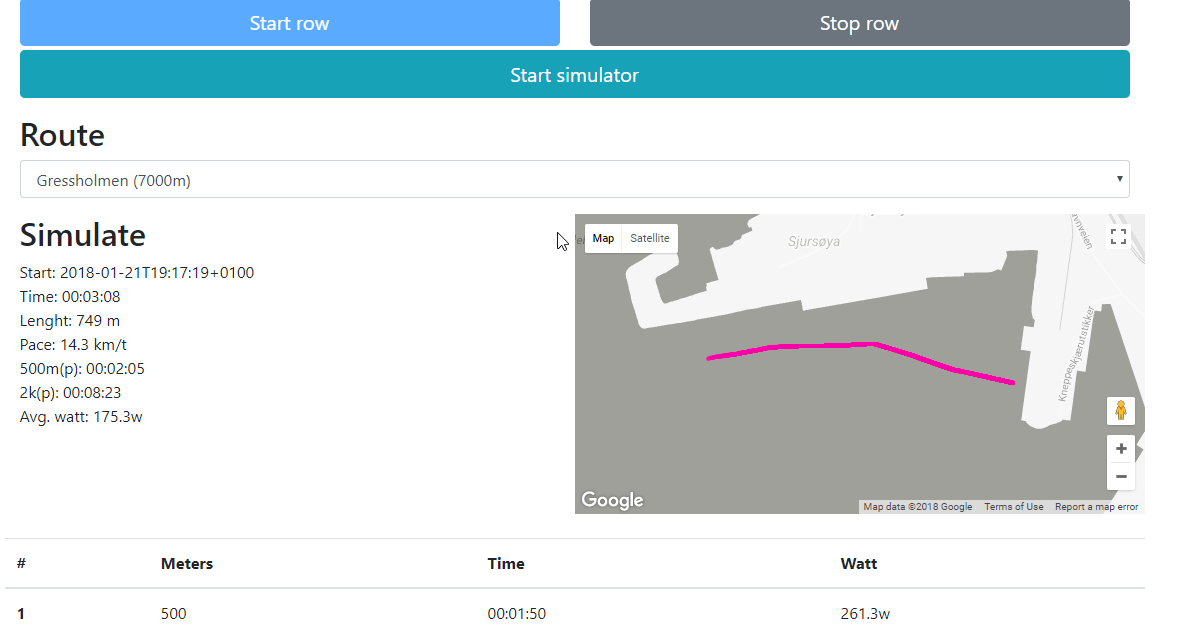 Start row
Stop row
Start simulator
Route
Gressholmen (7000m)
Simulate
Start: 2018-01-21T19:17:19+0100
Time: 00:03:08
Lenght: 749 m
Pace: 14.3 km/t
500m(p): 00:02:05
2k(p): 00:08:23
Avg. watt: 175.3w
Map Satellite
Sjursøya
Kneppeskjærutstikker
Google
Map data ©2018 Google Terms of Use Report a map error
# Meters Time Watt
1 500 00:01:50 261.3w